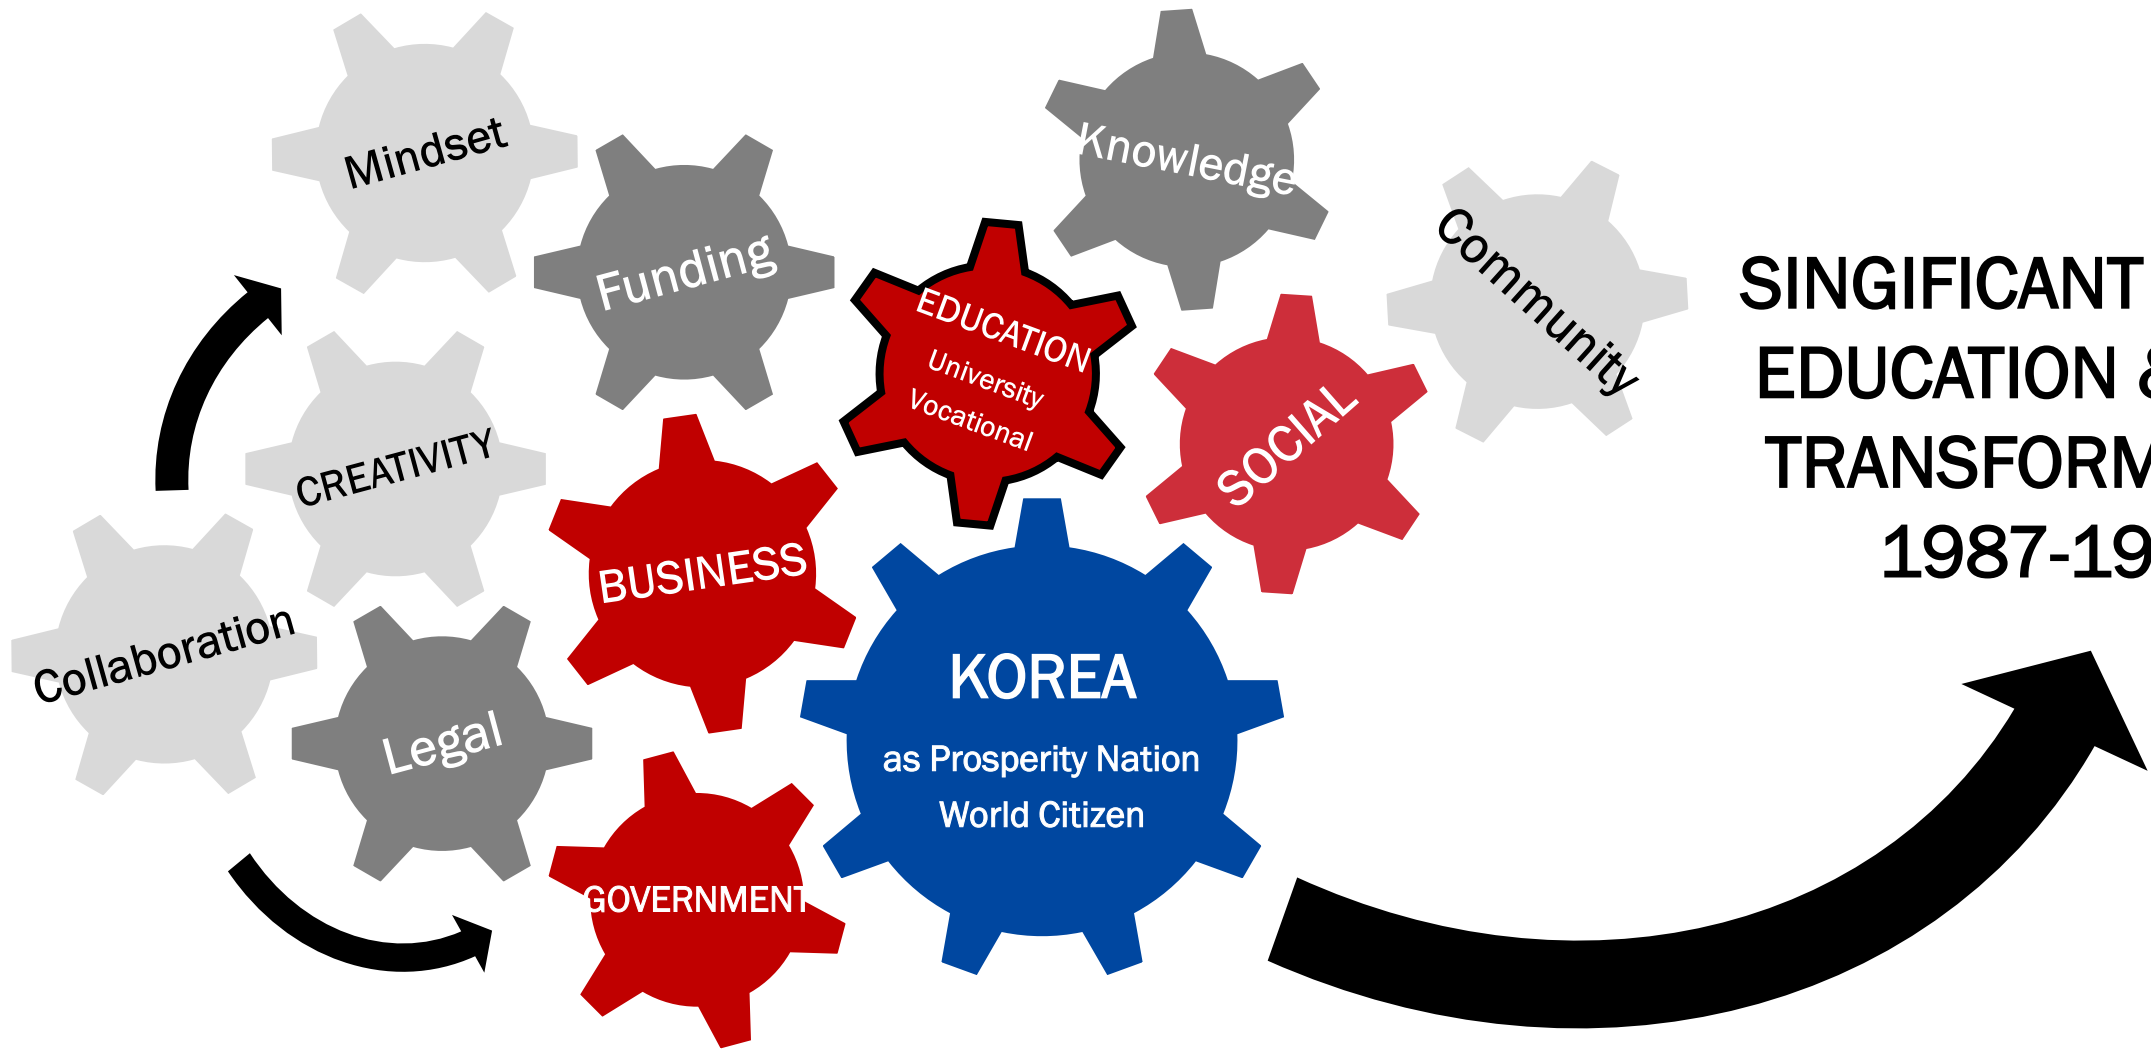 Mindset
Funding
Knowledge
Community
EDUCATION
University
Vocational
SOCIAL
CREATIVITY
BUSINESS
Collaboration
Legal
GOVERNMENT
KOREA
as Prosperity Nation
World Citizen
SINGIFICANT
EDUCATION
TRANSFORM
1987-19